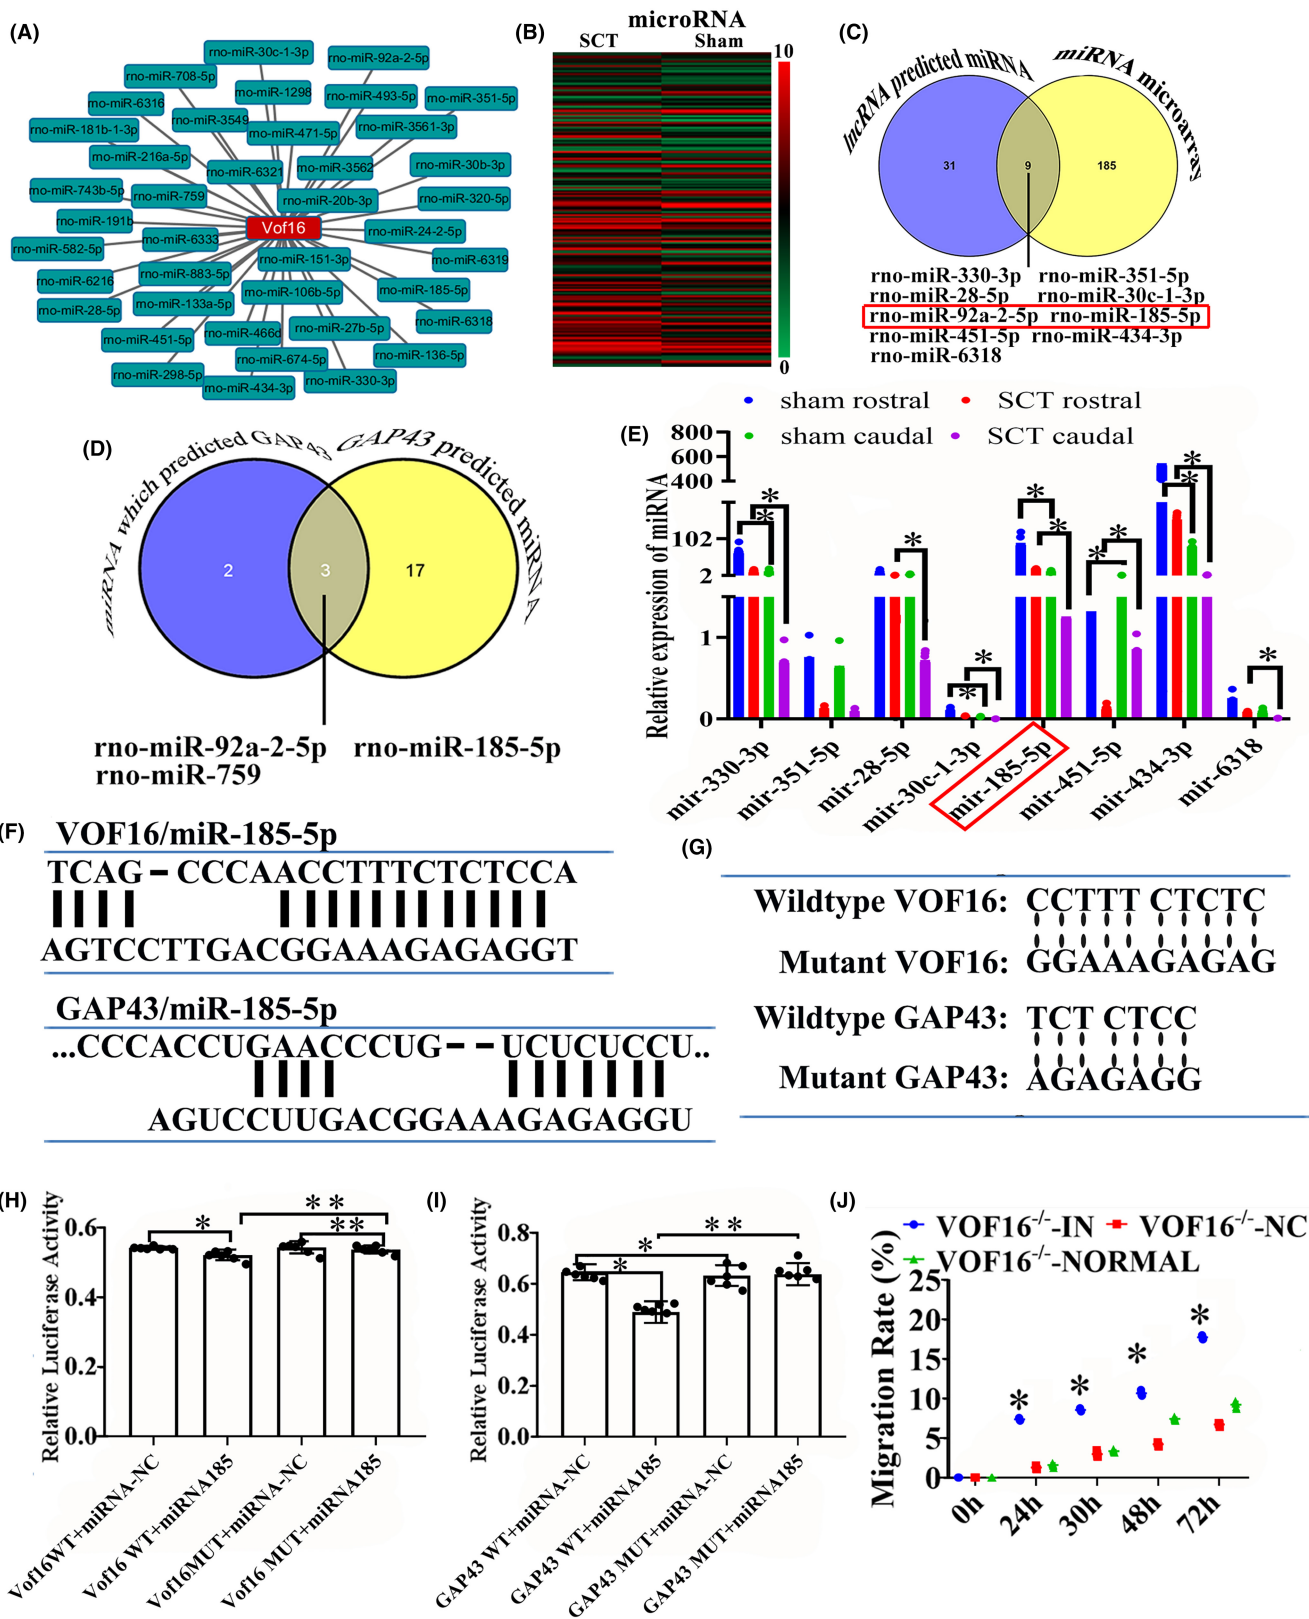 (A)
rno-miR-30c-1-3p
rno-miR-92a-2-5p
rno-miR-708-5p
rno-miR-1298
rno-miR-493-5p
rno-miR-351-5p
rno-miR-6316
rno-miR-3549
rno-miR-181b-1-3p
rno-miR-471-5p
rno-miR-3561-3p
rno-miR-216a-5p
rno-miR-6321
rno-miR-3562
rno-miR-30b-3p
rno-miR-743b-5p
rno-miR-759
rno-miR-20b-3p
rno-miR-320-5p
rno-miR-191b
Vof16
rno-miR-24-2-5p
rno-miR-582-5p
rno-miR-6333
rno-miR-151-3p
rno-miR-6319
rno-miR-6216
rno-miR-883-5p
rno-miR-106b-5p
rno-miR-185-5p
rno-miR-28-5p
rno-miR-133a-5p
rno-miR-6318
rno-miR-451-5p
rno-miR-466d
rno-miR-27b-5p
rno-miR-136-5p
rno-miR-298-5p
rno-miR-674-5p
rno-miR-434-3p
rno-miR-330-3p
(B)
microRNA
SCT Sham
10
0
(C)
lncRNA predicted miRNA
miRNA microarray
31 9 185
rno-miR-330-3p rno-miR-351-5p
rno-miR-28-5p rno-miR-30c-1-3p
rno-miR-92a-2-5p rno-miR-185-5p
rno-miR-451-5p rno-miR-434-3p
rno-miR-6318
(D)
miRNA which predicted GAP43
GAP43 predicted miRNA
2 3 17
rno-miR-92a-2-5p rno-miR-185-5p
rno-miR-759
(E)
sham rostral SCT rostral
sham caudal SCT caudal
Relative expression of miRNA
800
600
400
102
2
1
0
* * * * * * * * * * * *
mir-330-3p
mir-351-5p
mir-28-5p
mir-30c-1-3p
mir-185-5p
mir-451-5p
mir-434-3p
mir-6318
(F)
VOF16/miR-185-5p
TCAG-CCCAACCTTTCTCTCCA
AGTCCTTGACGGAAAGAGAGGT
GAP43/miR-185-5p
...CCCACCUGAACCCUG--UCUCUCCU..
AGUCCUUGACGGAAAGAGAGGU
(G)
Wildtype VOF16: CCTTT CTCTC
Mutant VOF16: GGAAAGAGAG
Wildtype GAP43: TCT CTCC
Mutant GAP43: AGAGAGG
(H)
Relative Luciferase Activity
0.6
0.4
0.2
0.0
* ** **
Vof16WT+miRNA-NC
Vof16 WT+miRNA185
Vof16MUT+miRNA-NC
Vof16 MUT+miRNA185
(I)
Relative Luciferase Activity
0.8
0.6
0.4
0.2
0.0
* * **
GAP43 WT+miRNA-NC
GAP43 WT+miRNA185
GAP43 MUT+miRNA-NC
GAP43 MUT+miRNA185
(J)
VOF16-/--IN VOF16-/--NC
VOF16-/--NORMAL
Migration Rate (%)
25
20
15
10
5
0
* * * *
0h
24h
30h
48h
72h